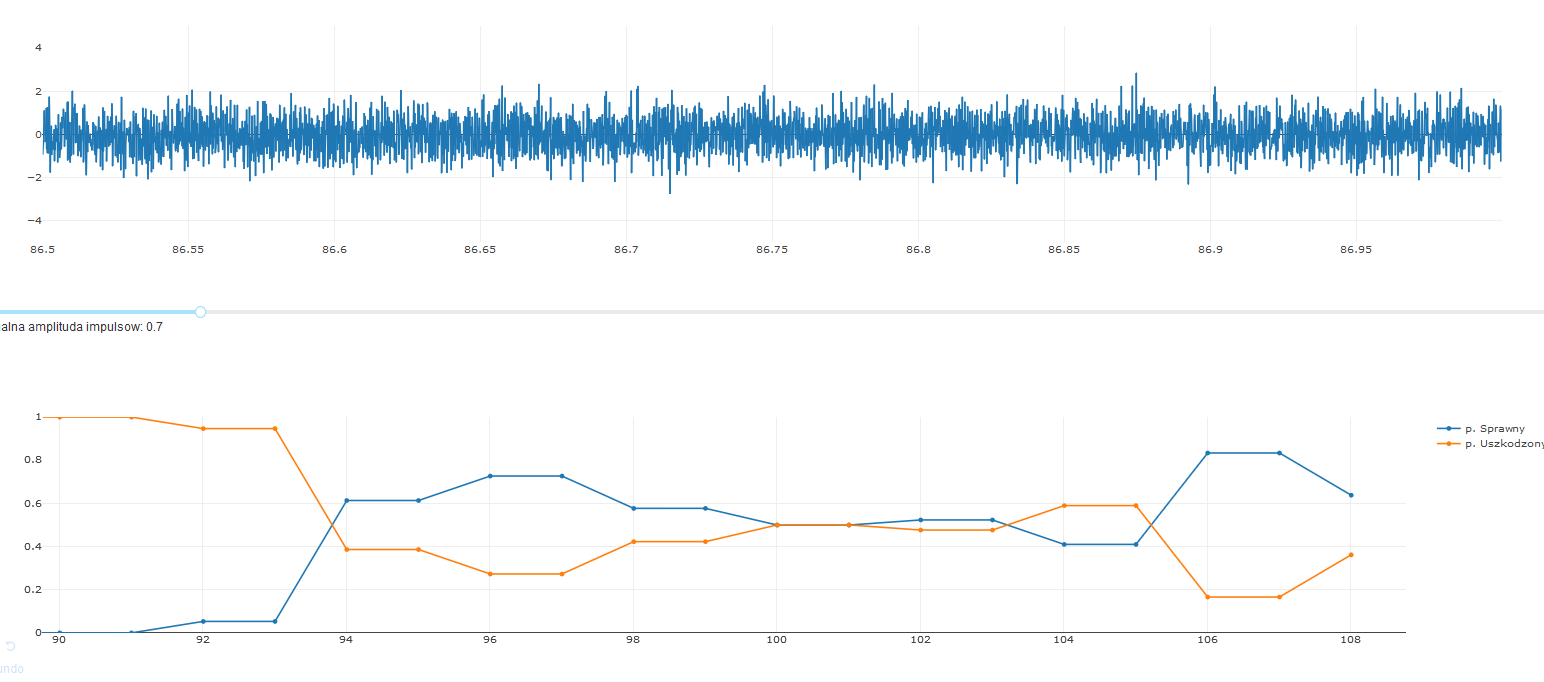 4
2
0
−2
−4
86.5 86.55 86.6 86.65 86.7 86.75 86.8 86.85 86.9 86.95
alna amplituda impulsow: 0.7
1
0.8
0.6
0.4
0.2
0
90 92 94 96 98 100 102 104 106 108
p. Sprawny
p. Uszkodzony
undo